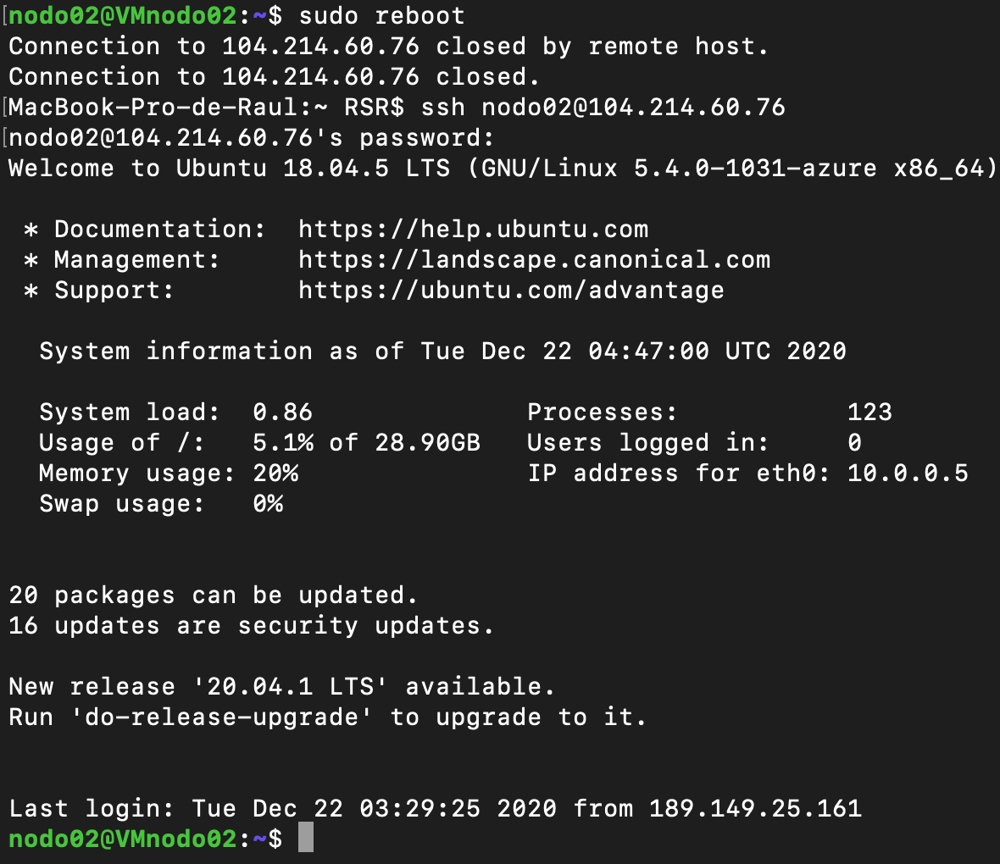 [nodo02@VMnodo02:~$ sudo reboot
Connection to 104.214.60.76 closed by remote host.
Connection to 104.214.60.76 closed.
[MacBook-Pro-de-Raul:~ RSR$ ssh nodo02@104.214.60.76
[nodo02@104.214.60.76's password:
Welcome to Ubuntu 18.04.5 LTS (GNU/Linux 5.4.0-1031-azure x86_64)
* Documentation:  https://help.ubuntu.com
* Management:     https://landscape.canonical.com
* Support:        https://ubuntu.com/advantage
System information as of Tue Dec 22 04:47:00 UTC 2020
System load:  0.86              Processes:           123
Usage of /:   5.1% of 28.90GB   Users logged in:     0
Memory usage: 20%               IP address for eth0: 10.0.0.5
Swap usage:   0%
20 packages can be updated.
16 updates are security updates.
New release '20.04.1 LTS' available.
Run 'do-release-upgrade' to upgrade to it.
Last login: Tue Dec 22 03:29:25 2020 from 189.149.25.161
nodo02@VMnodo02:~$